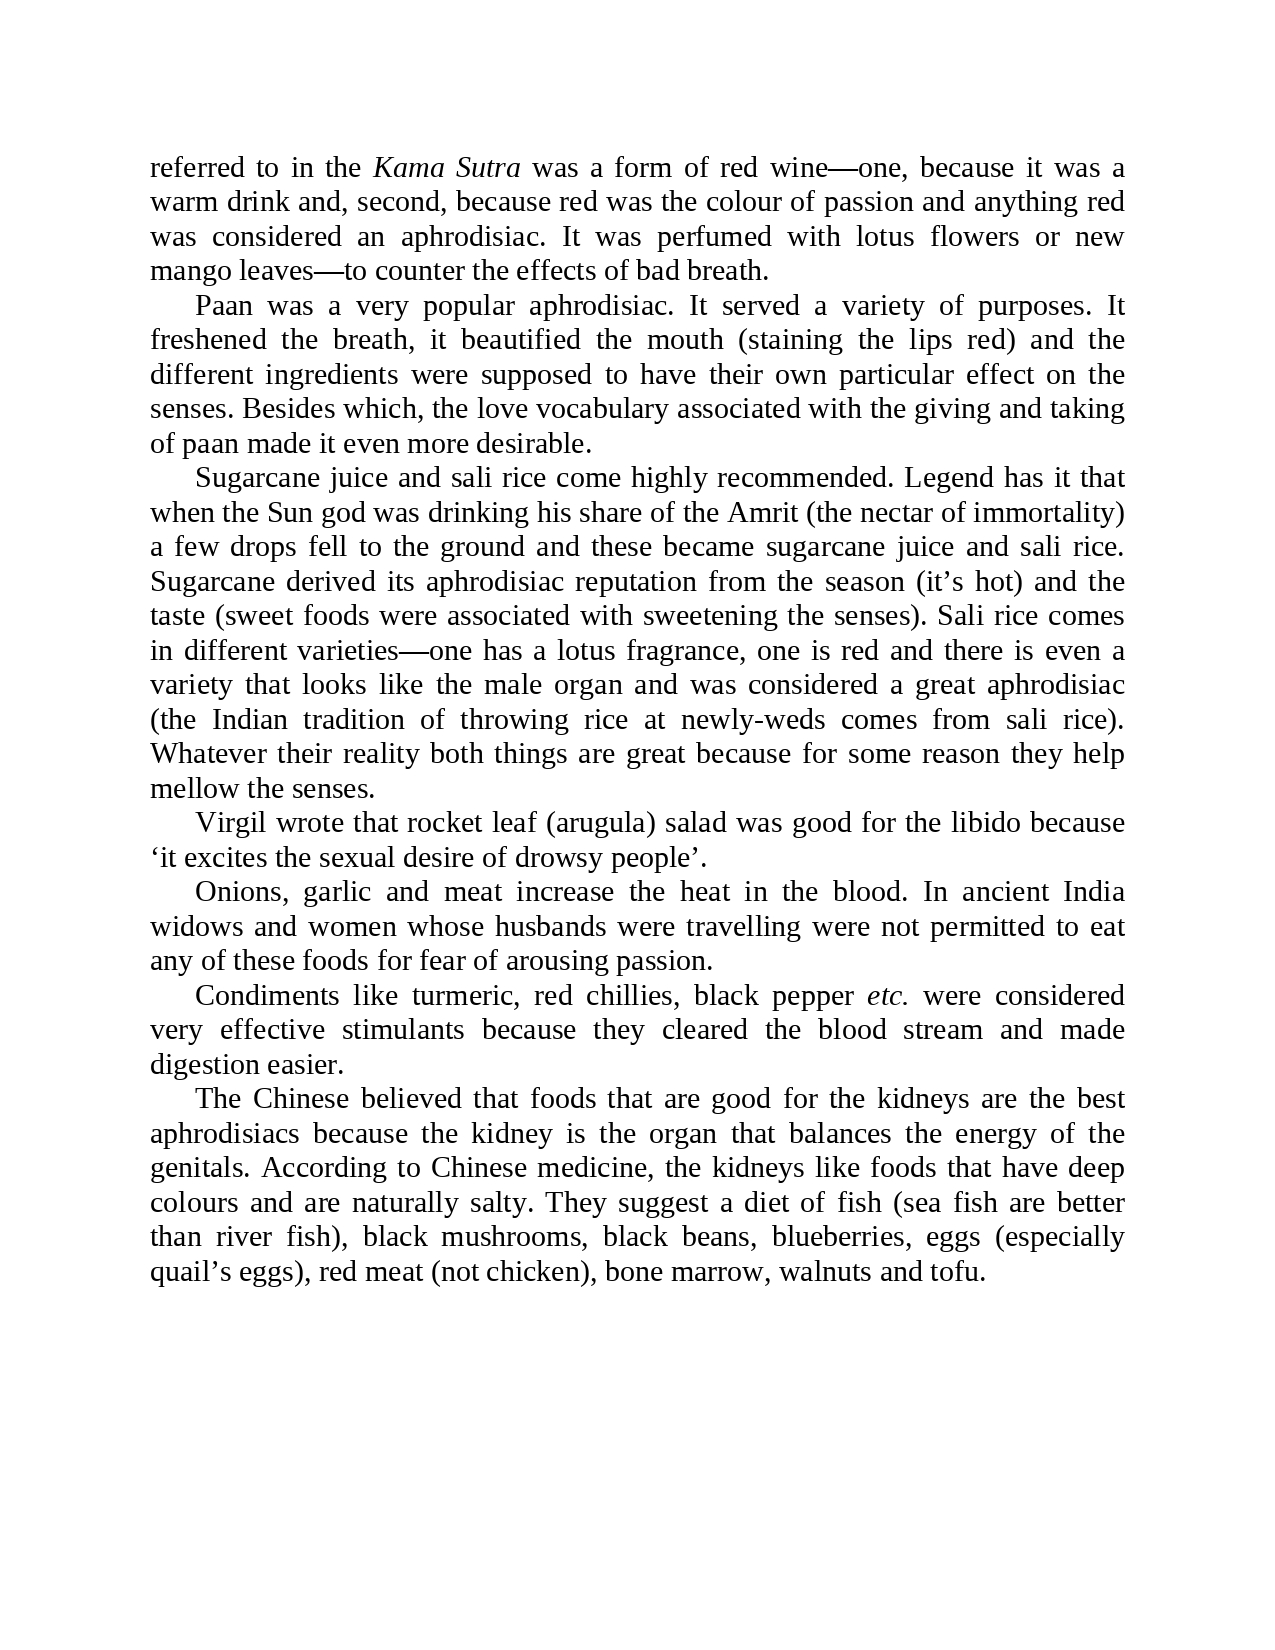 referred to in the Kama Sutra was a form of red wine—one, because it was a
warm drink and, second, because red was the colour of passion and anything red
was considered an aphrodisiac. It was perfumed with lotus flowers or new
mango leaves—to counter the effects of bad breath.
Paan was a very popular aphrodisiac. It served a variety of purposes. It
freshened the breath, it beautified the mouth (staining the lips red) and the
different ingredients were supposed to have their own particular effect on the
senses. Besides which, the love vocabulary associated with the giving and taking
of paan made it even more desirable.
Sugarcane juice and sali rice come highly recommended. Legend has it that
when the Sun god was drinking his share of the Amrit (the nectar of immortality)
a few drops fell to the ground and these became sugarcane juice and sali rice.
Sugarcane derived its aphrodisiac reputation from the season (it’s hot) and the
taste (sweet foods were associated with sweetening the senses). Sali rice comes
in different varieties—one has a lotus fragrance, one is red and there is even a
variety that looks like the male organ and was considered a great aphrodisiac
(the Indian tradition of throwing rice at newly-weds comes from sali rice).
Whatever their reality both things are great because for some reason they help
mellow the senses.
Virgil wrote that rocket leaf (arugula) salad was good for the libido because
‘it excites the sexual desire of drowsy people’.
Onions, garlic and meat increase the heat in the blood. In ancient India
widows and women whose husbands were travelling were not permitted to eat
any of these foods for fear of arousing passion.
Condiments like turmeric, red chillies, black pepper etc. were considered
very effective stimulants because they cleared the blood stream and made
digestion easier.
The Chinese believed that foods that are good for the kidneys are the best
aphrodisiacs because the kidney is the organ that balances the energy of the
genitals. According to Chinese medicine, the kidneys like foods that have deep
colours and are naturally salty. They suggest a diet of fish (sea fish are better
than river fish), black mushrooms, black beans, blueberries, eggs (especially
quail’s eggs), red meat (not chicken), bone marrow, walnuts and tofu.